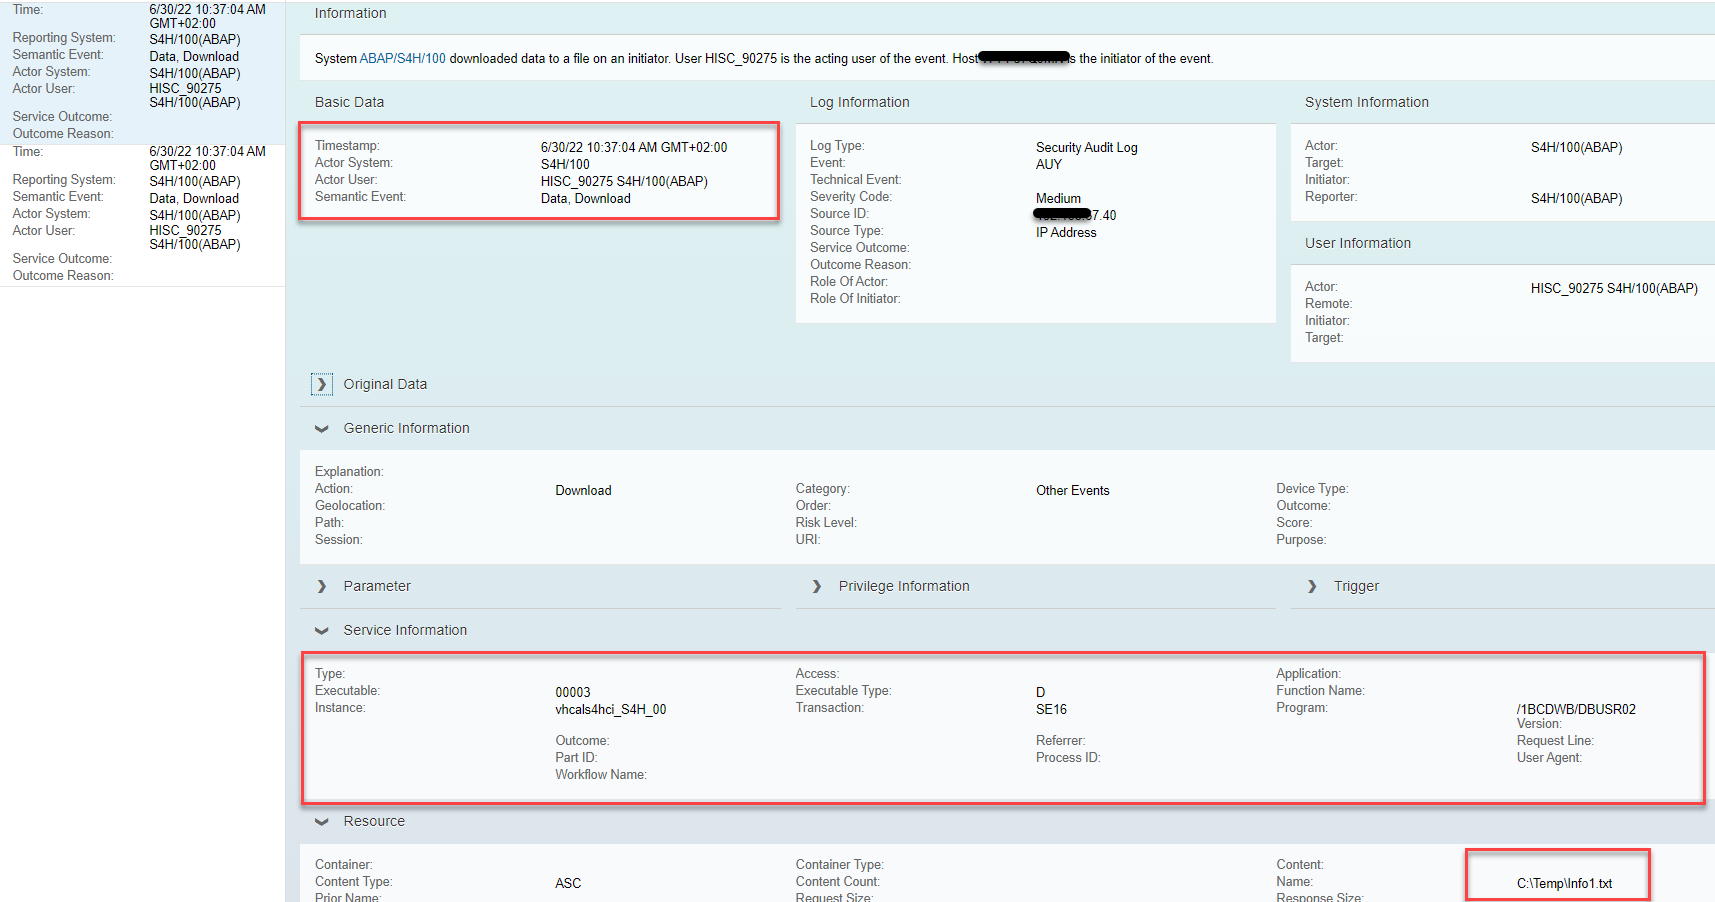 Time: 6/30/22 10:37:04 AM
GMT+02:00
Reporting System: S4H/100(ABAP)
Semantic Event: Data, Download
Actor System: S4H/100(ABAP)
Actor User: HISC_90275
S4H/100(ABAP)
Service Outcome:
Outcome Reason:
Time: 6/30/22 10:37:04 AM
GMT+02:00
Reporting System: S4H/100(ABAP)
Semantic Event: Data, Download
Actor System: S4H/100(ABAP)
Actor User: HISC_90275
S4H/100(ABAP)
Service Outcome:
Outcome Reason:
Information
System ABAP/S4H/100 downloaded data to a file on an initiator. User HISC_90275 is the acting user of the event. Host is the initiator of the event.
Basic Data
Timestamp: 6/30/22 10:37:04 AM GMT+02:00
Actor System: S4H/100
Actor User: HISC_90275 S4H/100(ABAP)
Semantic Event: Data, Download
Log Information
Log Type: Security Audit Log
Event: AUY
Technical Event:
Severity Code: Medium
Source ID: 7.40
Source Type: IP Address
Service Outcome:
Outcome Reason:
Role Of Actor:
Role Of Initiator:
System Information
Actor: S4H/100(ABAP)
Target:
Initiator:
Reporter: S4H/100(ABAP)
User Information
Actor: HISC_90275 S4H/100(ABAP)
Remote:
Initiator:
Target:
Original Data
Generic Information
Explanation:
Action: Download Category: Other Events Device Type:
Geolocation: Order: Outcome:
Path: Risk Level: Score:
Session: URI: Purpose:
Parameter Privilege Information Trigger
Service Information
Type: Access: Application:
Executable: 00003 Executable Type: D Function Name:
Instance: vhcals4hci_S4H_00 Transaction: SE16 Program: /1BCDWB/DBUSR02
Version:
Outcome: Referrer: Request Line:
Part ID: Process ID: User Agent:
Workflow Name:
Resource
Container: Container Type: Content:
Content Type: ASC Content Count: Name: C:\Temp\Info1.txt
Prior Name: Request Size: Response Size: